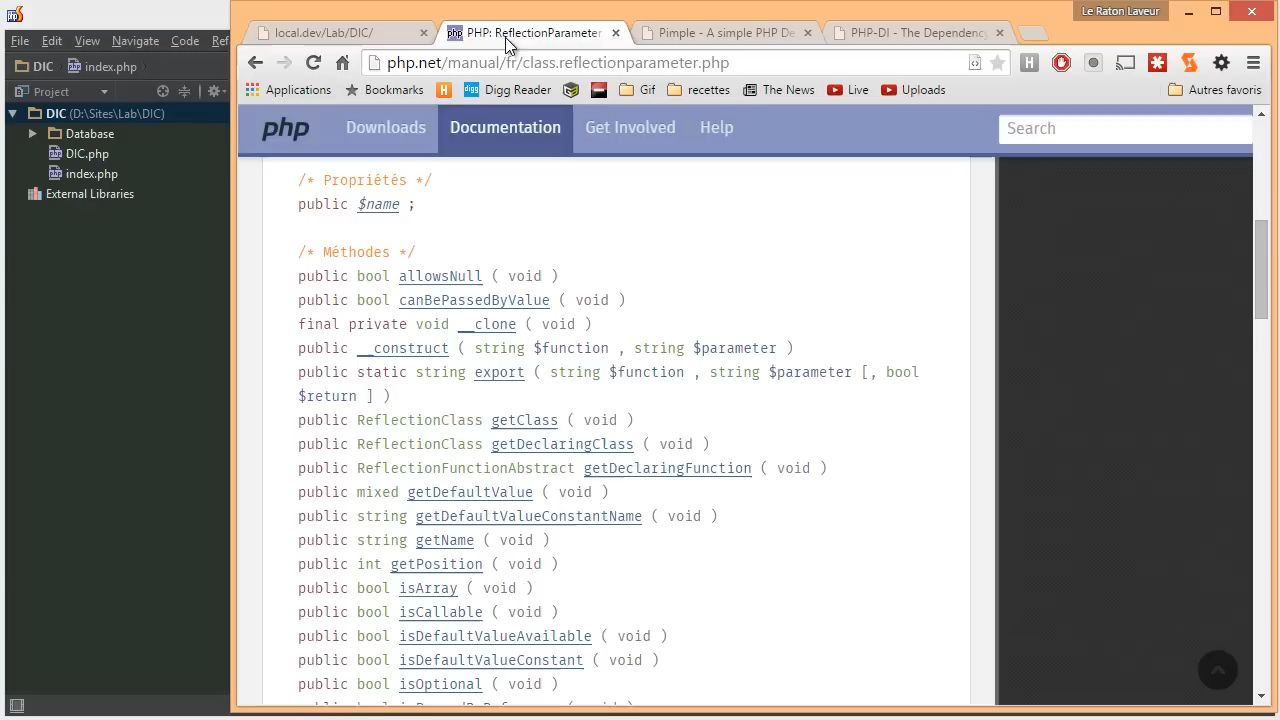 Le Raton Laveur
local.dev/Lab/DIC/
PHP: ReflectionParameter
Pimple - A simple PHP De
PHP-DI - The Dependency
File Edit View Navigate Code Ref
php.net/manual/fr/class.reflectionparameter.php
DIC index.php
Applications Bookmarks Digg Reader Gif recettes The News Live Uploads Autres favoris
Project
DIC (D:\Sites\Lab\DIC)
Database
DIC.php
index.php
External Libraries
php Downloads Documentation Get Involved Help Search
/* Propriétés */
public $name ;
/* Méthodes */
public bool allowsNull ( void )
public bool canBePassedByValue ( void )
final private void __clone ( void )
public __construct ( string $function , string $parameter )
public static string export ( string $function , string $parameter [, bool
$return ] )
public ReflectionClass getClass ( void )
public ReflectionClass getDeclaringClass ( void )
public ReflectionFunctionAbstract getDeclaringFunction ( void )
public mixed getDefaultValue ( void )
public string getDefaultValueConstantName ( void )
public string getName ( void )
public int getPosition ( void )
public bool isArray ( void )
public bool isCallable ( void )
public bool isDefaultValueAvailable ( void )
public bool isDefaultValueConstant ( void )
public bool isOptional ( void )